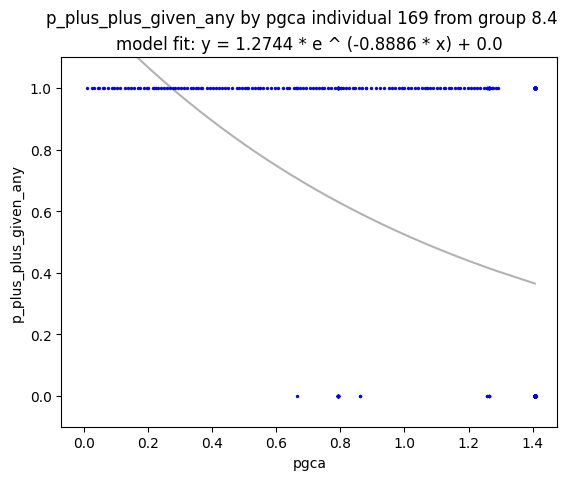 p_plus_plus_given_any by pgca individual 169 from group 8.4
model fit: y = 1.2744 * e ^ (-0.8886 * x) + 0.0
1.0
0.8
0.6
0.4
0.2
0.0
p_plus_plus_given_any
0.0 0.2 0.4 0.6 0.8 1.0 1.2 1.4
pgca